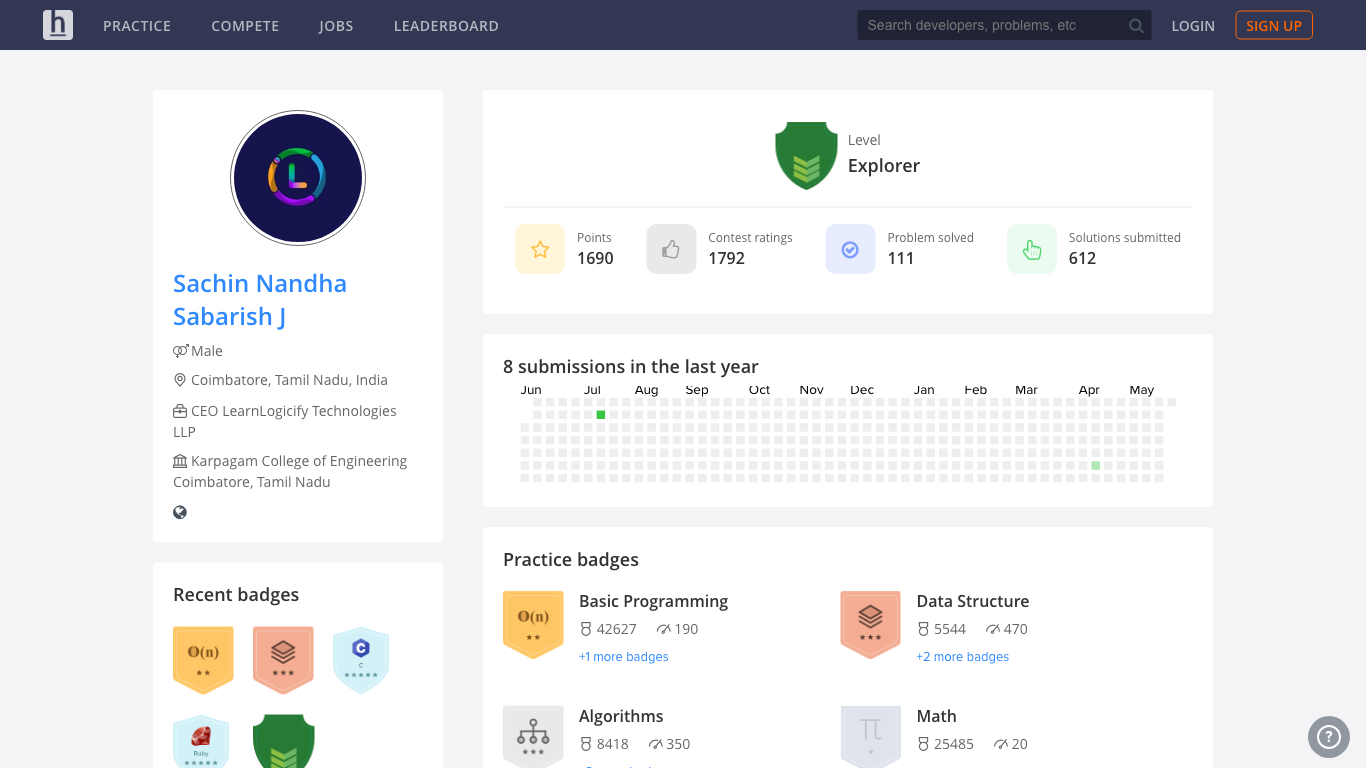 h PRACTICE COMPETE JOBS LEADERBOARD Search developers, problems, etc LOGIN SIGN UP
L
Sachin Nandha
Sabarish J
Male
Coimbatore, Tamil Nadu, India
CEO LearnLogicify Technologies
LLP
Karpagam College of Engineering
Coimbatore, Tamil Nadu
Recent badges
O(n)
C
C
Ruby
Level
Explorer
Points
1690
Contest ratings
1792
Problem solved
111
Solutions submitted
612
8 submissions in the last year
Jun Jul Aug Sep Oct Nov Dec Jan Feb Mar Apr May
Practice badges
O(n)
Basic Programming
42627 190
+1 more badges
Data Structure
5544 470
+2 more badges
Algorithms
8418 350
π
Math
25485 20
?